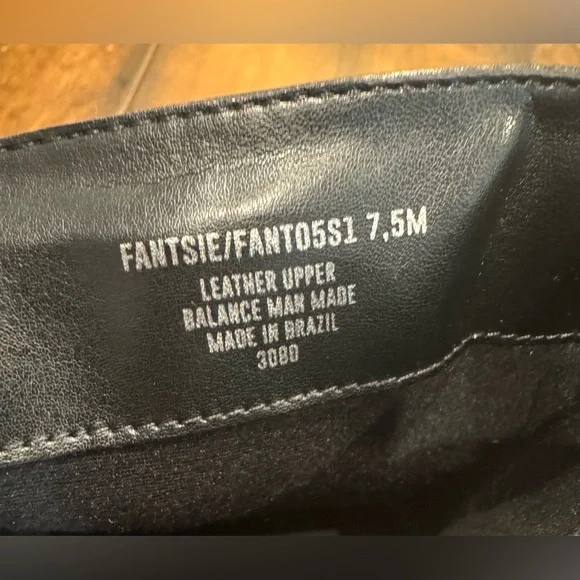 FANTSIE/FANT05S1 7,5M
LEATHER UPPER
BALANCE MAN MADE
MADE IN BRAZIL
3080